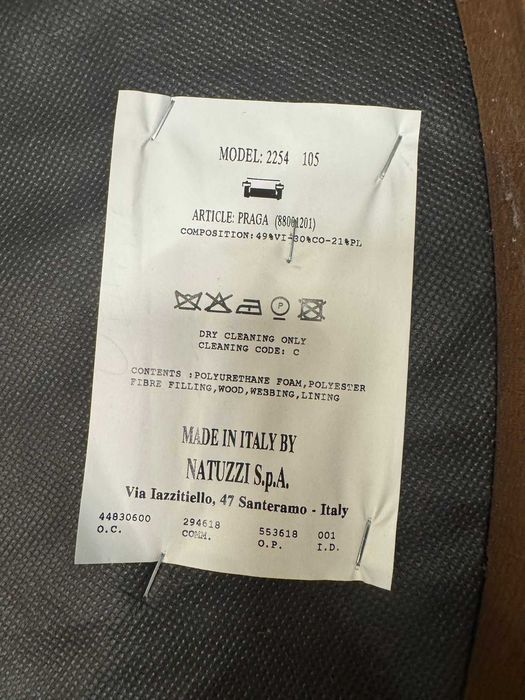 MODEL: 2254 105
ARTICLE: PRAGA (88001201)
COMPOSITION:49%VI-30%CO-21%PL
P
DRY CLEANING ONLY
CLEANING CODE: C
CONTENTS :POLYURETHANE FOAM,POLYESTER
FIBRE FILLING,WOOD,WEBBING,LINING
MADE IN ITALY BY
NATUZZI S.p.A.
Via Iazzitiello, 47 Santeramo - Italy
44830600 294618 553618 001
O.C. COMM. O.P. I.D.